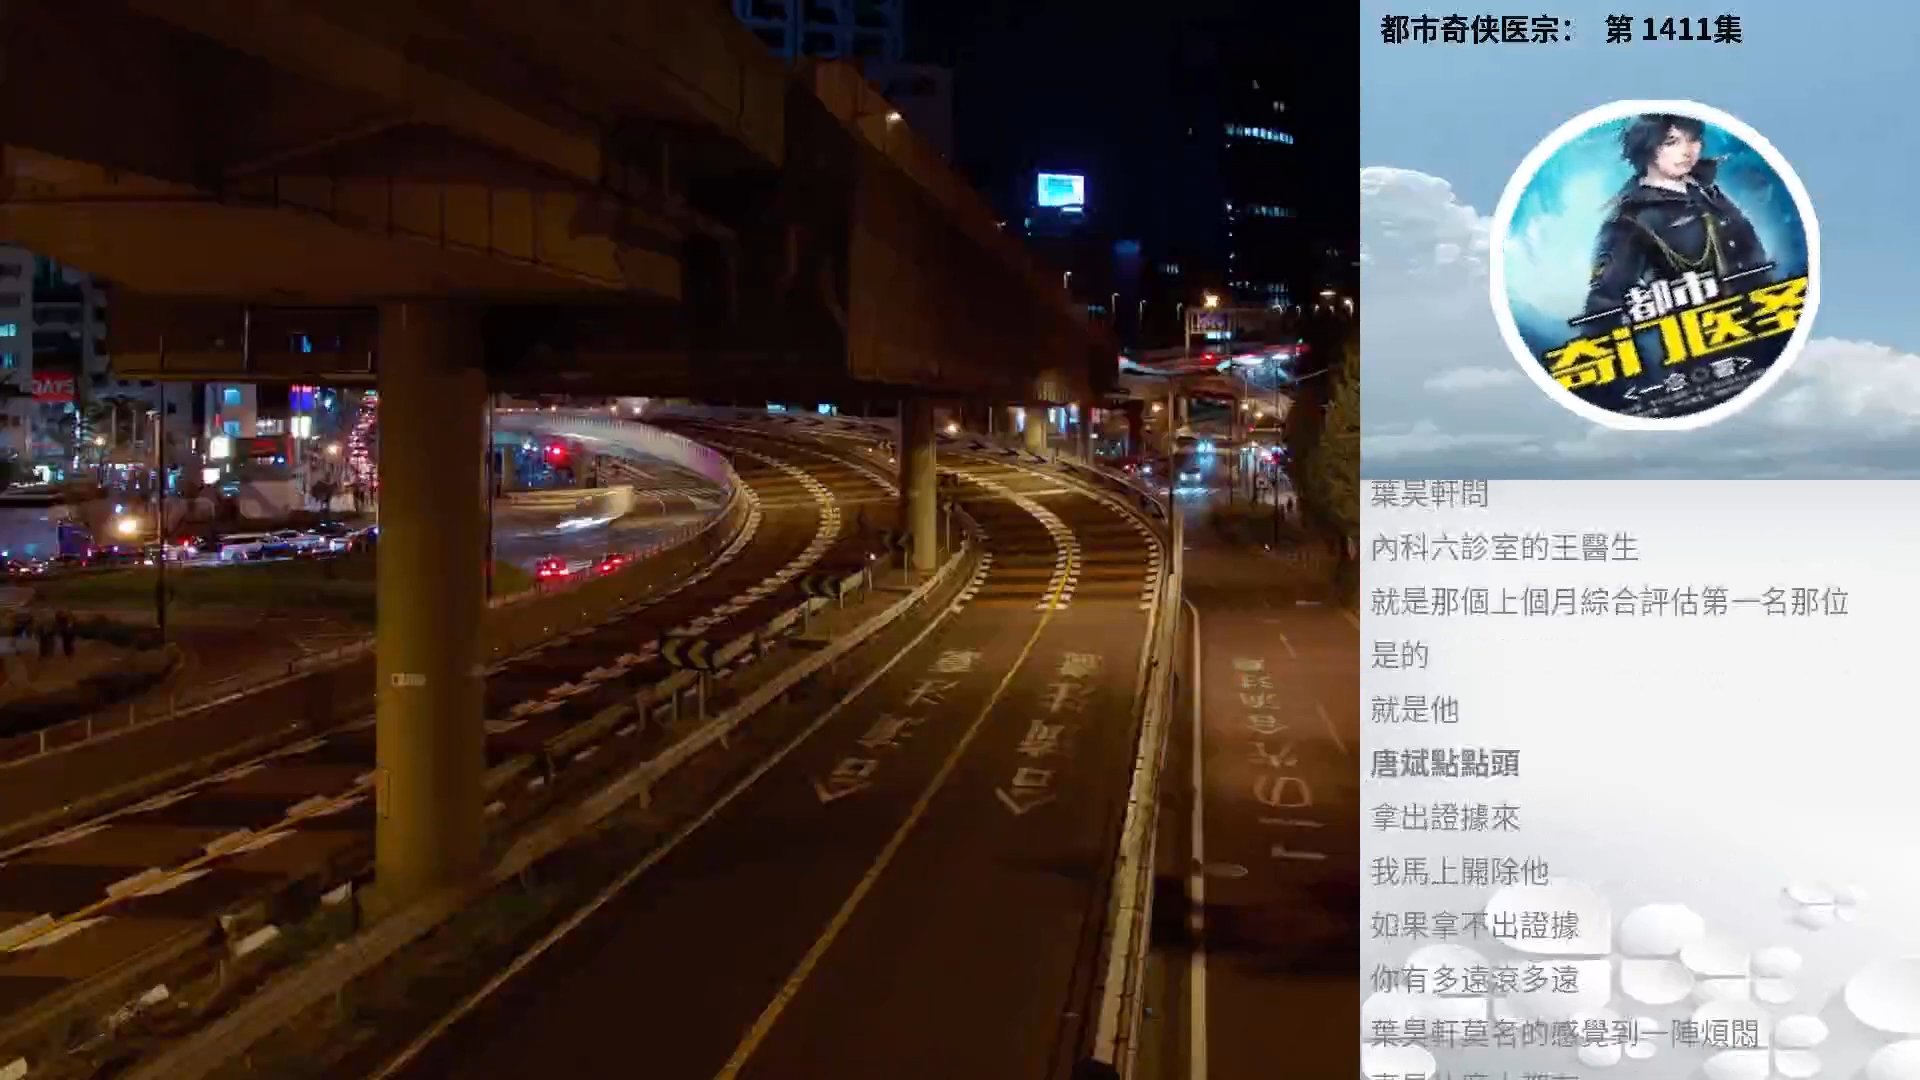 都市奇侠医宗： 第 1411集
都市
奇门医圣
DAYS
葉昊軒問
內科六診室的王醫生
就是那個上個月綜合評估第一名那位
是的
就是他
唐斌點點頭
拿出證據來
我馬上開除他
如果拿不出證據
你有多遠滾多遠
葉昊軒莫名的感覺到一陣煩悶